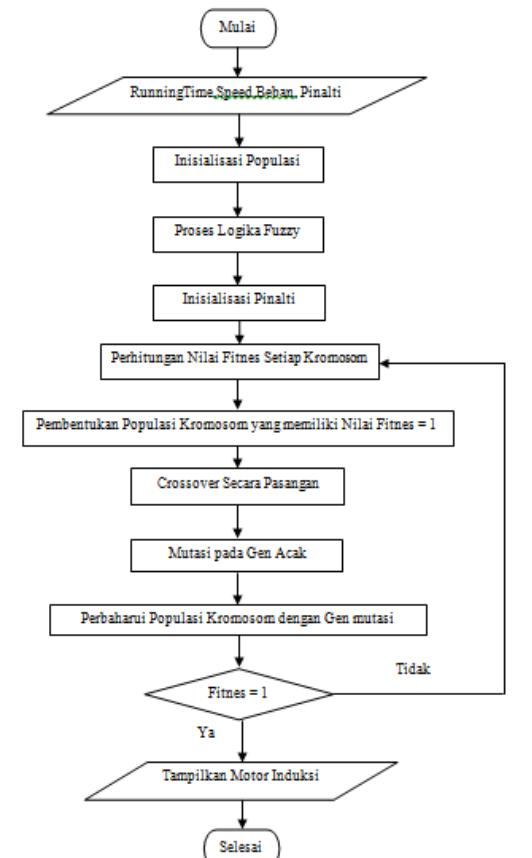 Mulai
RunningTime,Speed,Beban, Pinalti
Inisialisasi Populasi
Proses Logika Fuzzy
Inisialisasi Pinalti
Perhitungan Nilai Fitnes Setiap Kromosom
Pembentukan Populasi Kromosom yang memiliki Nilai Fitnes = 1
Crossover Secara Pasangan
Mutasi pada Gen Acak
Perbaharui Populasi Kromosom dengan Gen mutasi
Tidak
Fitnes = 1
Ya
Tampilkan Motor Induksi
Selesai